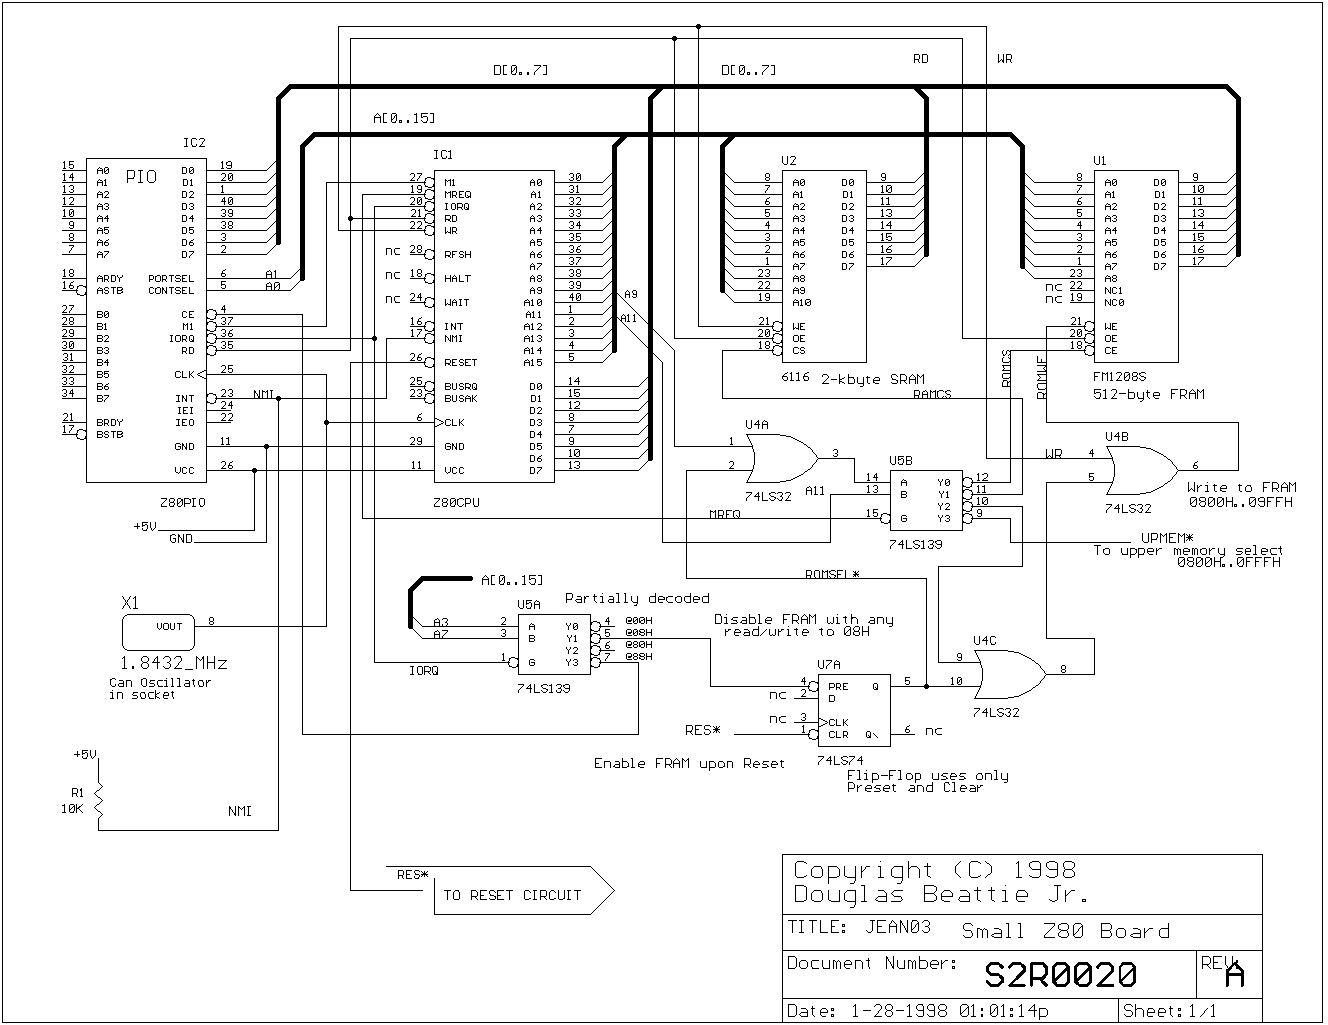 RD
WR
D[0..7]
D[0..7]
A[0..15]
IC2
PIO
15 A0 D0 19
14 A1 D1 20
13 A2 D2 1
12 A3 D3 40
10 A4 D4 39
9 A5 D5 38
8 A6 D6 3
7 A7 D7 2
18 ARDY PORTSEL 6 A1
16 ASTB CONTSEL 5 A0
27 B0 CE 4
28 B1 M1 37
29 B2 IORQ 36
30 B3 RD 35
31 B4
32 B5 CLK 25
33 B6
34 B7 INT 23 NMI
IEI 24
21 BRDY IEO 22
17 BSTB
GND 11
VCC 26
Z80PIO
+5V
GND
IC1
27 M1 A0 30
19 MREQ A1 31
20 IORQ A2 32
21 RD A3 33
22 WR A4 34
A5 35
nc 28 RFSH A6 36
A7 37
nc 18 HALT A8 38
A9 39
nc 24 WAIT A10 40
A11 1
16 INT A12 2
17 NMI A13 3
A14 4
26 RESET A15 5
25 BUSRQ D0 14
23 BUSAK D1 15
D2 12
6 CLK D3 8
D4 7
29 GND D5 9
D6 10
11 VCC D7 13
Z80CPU
A9
A11
U2
8 A0 D0 9
7 A1 D1 10
6 A2 D2 11
5 A3 D3 13
4 A4 D4 14
3 A5 D5 15
2 A6 D6 16
1 A7 D7 17
23 A8
22 A9
19 A10
21 WE
20 OE
18 CS
6116 2-kbyte SRAM
RAMCS
U1
8 A0 D0 9
7 A1 D1 10
6 A2 D2 11
5 A3 D3 13
4 A4 D4 14
3 A5 D5 15
2 A6 D6 16
1 A7 D7 17
23 A8
nc 22 NC1
nc 19 NC0
21 WE
20 OE
18 CE
ROMCS
ROMWE
FM1208S
512-byte FRAM
U4A
1
2
3
74LS32
U5B
14 A Y0 12
A11 13 B Y1 11
Y2 10
MREQ 15 G Y3 9
74LS139
U4B
WR 4
5
6
74LS32
Write to FRAM
0800H..09FFH
UPMEM*
To upper memory select
0800H..0FFFH
ROMSEL*
X1
VOUT 8
1.8432_MHz
Can Oscillator
in socket
A[0..15]
U5A
Partially decoded
A3 2 A Y0 4 @00H
A7 3 B Y1 5 @08H
Y2 6 @80H
IORQ 1 G Y3 7 @88H
74LS139
Disable FRAM with any
read/write to 08H
U7A
4 PRE Q 5
nc 2 D
nc 3 CLK
RES* 1 CLR Q\ 6 nc
74LS74
Enable FRAM upon Reset
Flip-Flop uses only
Preset and Clear
U4C
9
10
8
74LS32
+5V
R1
10K
NMI
RES*
TO RESET CIRCUIT
Copyright (C) 1998
Douglas Beattie Jr.
TITLE: JEAN03 Small Z80 Board
Document Number: S2R0020
REV A
Date: 1-28-1998 01:01:14p
Sheet: 1/1